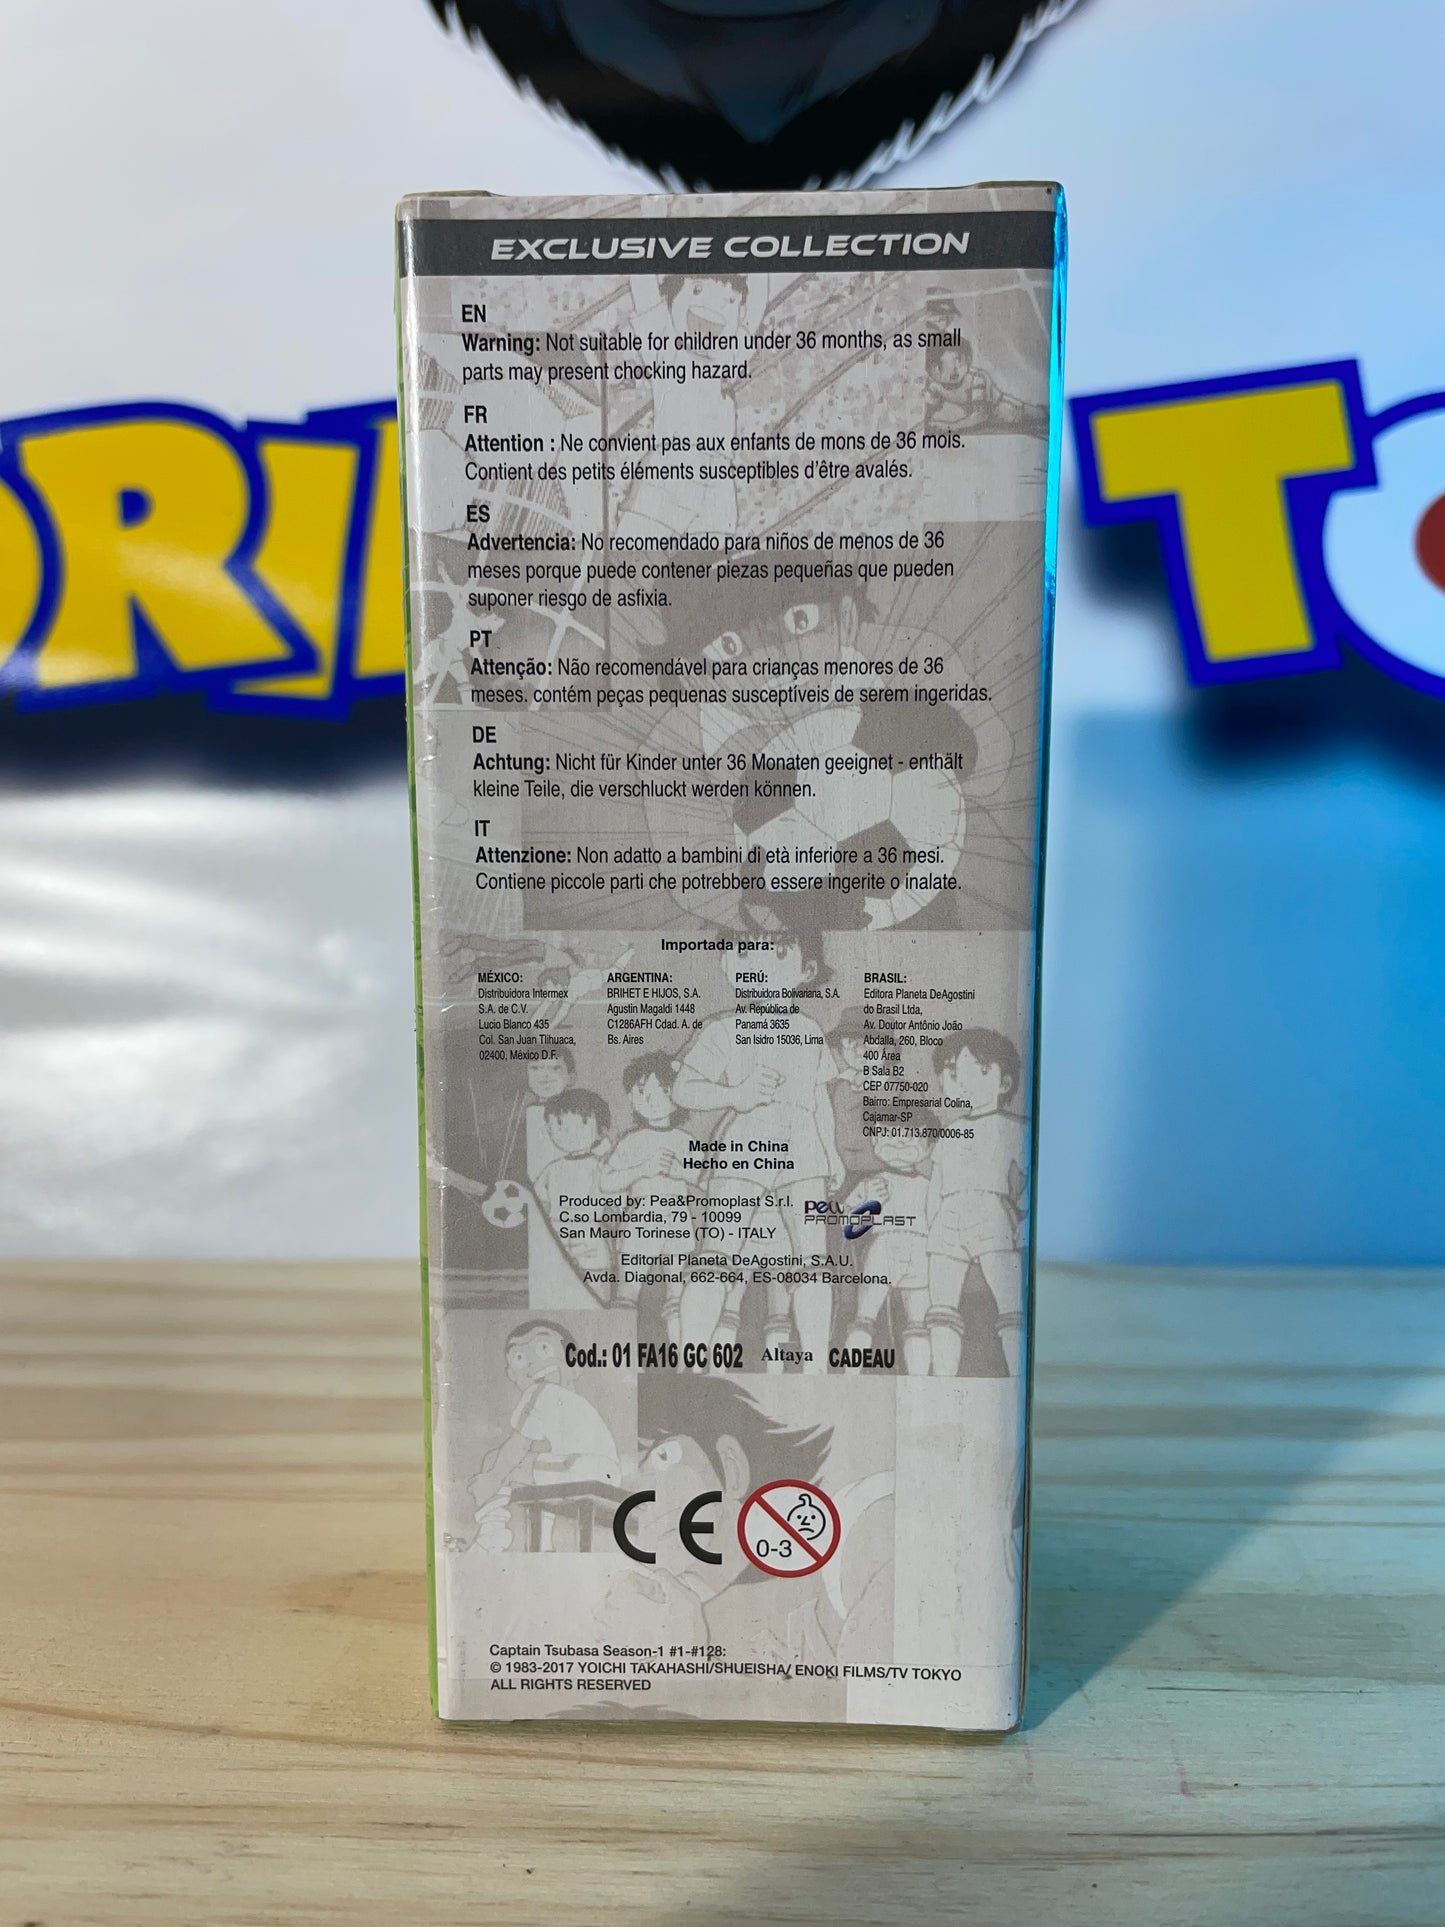 EXCLUSIVE COLLECTION
EN
Warning: Not suitable for children under 36 months, as small
parts may present chocking hazard.
FR
Attention : Ne convient pas aux enfants de mons de 36 mois.
Contient des petits éléments susceptibles d'être avalés.
ES
Advertencia: No recomendado para niños de menos de 36
meses porque puede contener piezas pequeñas que pueden
suponer riesgo de asfixia.
PT
Attenção: Não recomendável para crianças menores de 36
meses. contém peças pequenas susceptíveis de serem ingeridas.
DE
Achtung: Nicht für Kinder unter 36 Monaten geeignet - enthält
kleine Teile, die verschluckt werden können.
IT
Attenzione: Non adatto a bambini di età inferiore a 36 mesi.
Contiene piccole parti che potrebbero essere ingerite o inalate.
Importada para:
MÉXICO:
Distribuidora Intermex
S.A. de C.V.
Lucio Blanco 435
Col. San Juan Tlihuaca,
02400, México D.F.
ARGENTINA:
BRIHET E HIJOS, S.A.
Agustin Magaldi 1448
C1286AFH Cdad. A. de
Bs. Aires
PERÚ:
Distribuidora Bolivariana, S.A.
Av. República de
Panamá 3635
San Isidro 15036, Lima
BRASIL:
Editora Planeta DeAgostini
do Brasil Ltda,
Av. Doutor Antônio João
Abdalla, 260, Bloco
400 Área
B Sala B2
CEP 07750-020
Bairro: Empresarial Colina,
Cajamar-SP
CNPJ: 01.713.870/0006-85
Made in China
Hecho en China
Produced by: Pea&Promoplast S.r.l.
C.so Lombardia, 79 - 10099
San Mauro Torinese (TO) - ITALY
Pea
PROMOPLAST
Editorial Planeta DeAgostini, S.A.U.
Avda. Diagonal, 662-664, ES-08034 Barcelona.
Cod.: 01 FA16 GC 602 Altaya CADEAU
CE
0-3
Captain Tsubasa Season-1 #1-#128:
© 1983-2017 YOICHI TAKAHASHI/SHUEISHA/ ENOKI FILMS/TV TOKYO
ALL RIGHTS RESERVED